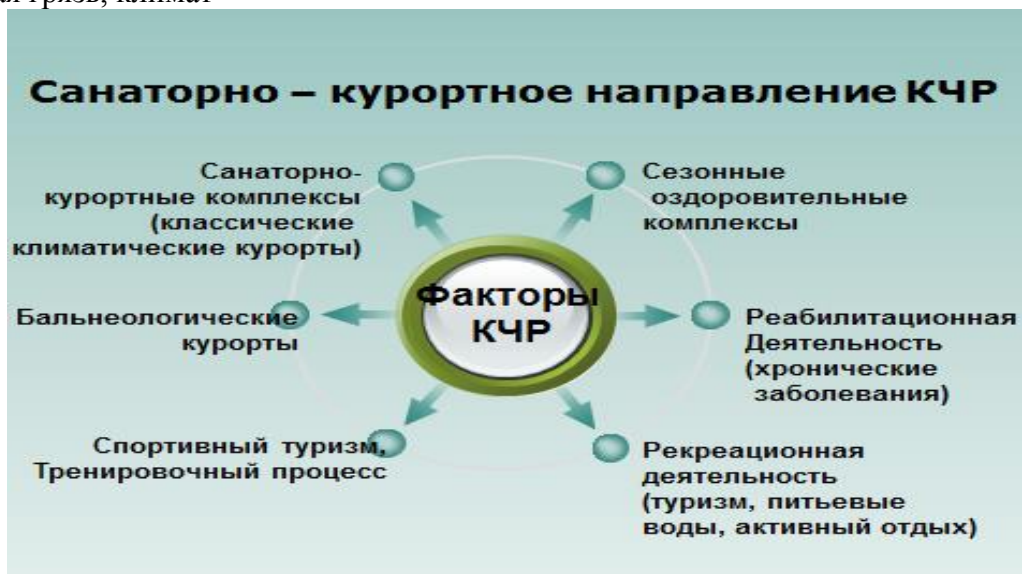 Санаторно – курортное направление КЧР
Санаторно-
курортные комплексы
(классические
климатические курорты)
Сезонные
оздоровительные
комплексы
Факторы
КЧР
Бальнеологические
курорты
Реабилитационная
Деятельность
(хронические
заболевания)
Спортивный туризм,
Тренировочный процесс
Рекреационная
деятельность
(туризм, питьевые
воды, активный отдых)